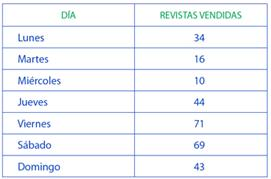 DÍA REVISTAS VENDIDAS
Lunes 34
Martes 16
Miércoles 10
Jueves 44
Viernes 71
Sábado 69
Domingo 43